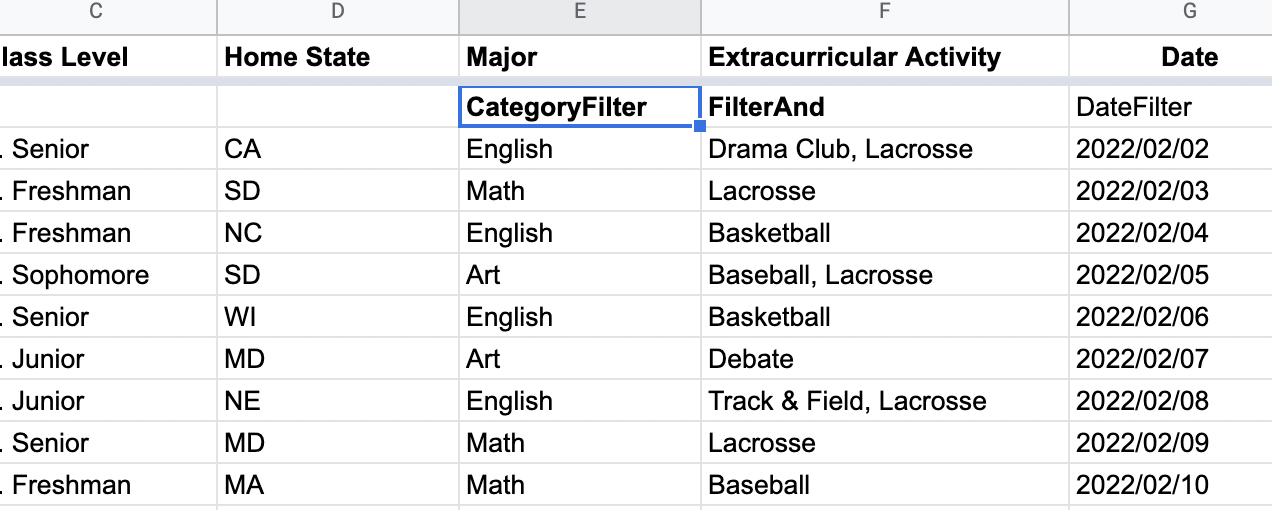 C D E F G
lass Level Home State Major Extracurricular Activity Date
CategoryFilter FilterAnd DateFilter
. Senior CA English Drama Club, Lacrosse 2022/02/02
. Freshman SD Math Lacrosse 2022/02/03
. Freshman NC English Basketball 2022/02/04
. Sophomore SD Art Baseball, Lacrosse 2022/02/05
. Senior WI English Basketball 2022/02/06
. Junior MD Art Debate 2022/02/07
. Junior NE English Track & Field, Lacrosse 2022/02/08
. Senior MD Math Lacrosse 2022/02/09
. Freshman MA Math Baseball 2022/02/10